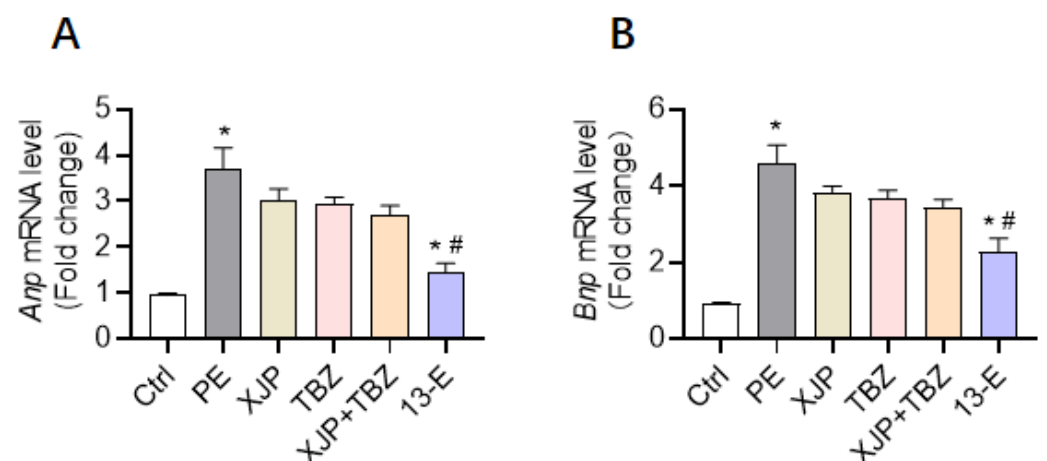 A
Anp mRNA level
(Fold change)
5
4
3
2
1
0
*
* #
Ctrl
PE
XJP
TBZ
XJP+TBZ
13-E
B
Bnp mRNA level
(Fold change)
6
4
2
0
*
* #
Ctrl
PE
XJP
TBZ
XJP+TBZ
13-E